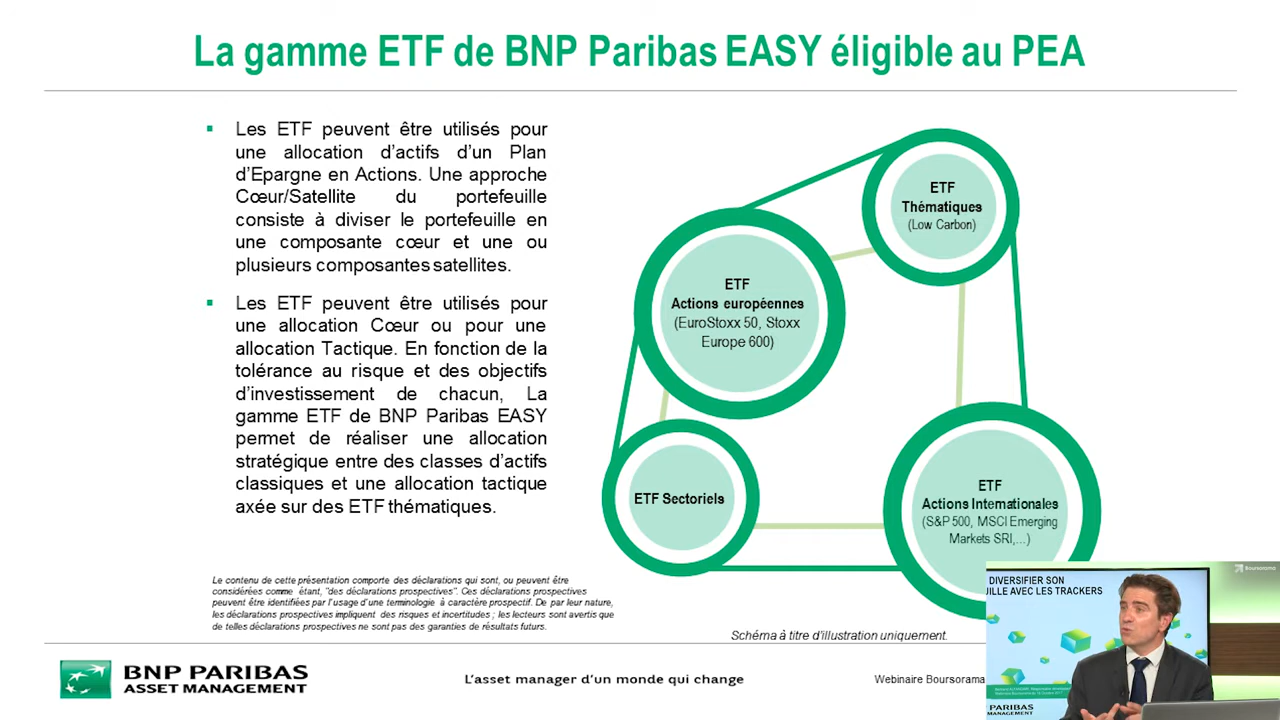 La gamme ETF de BNP Paribas EASY éligible au PEA
Les ETF peuvent être utilisés pour
une allocation d'actifs d'un Plan
d'Epargne en Actions. Une approche
Cœur/Satellite du portefeuille
consiste à diviser le portefeuille en
une composante cœur et une ou
plusieurs composantes satellites.
Les ETF peuvent être utilisés pour
une allocation Cœur ou pour une
allocation Tactique. En fonction de la
tolérance au risque et des objectifs
d'investissement de chacun, La
gamme ETF de BNP Paribas EASY
permet de réaliser une allocation
stratégique entre des classes d'actifs
classiques et une allocation tactique
axée sur des ETF thématiques.
ETF
Thématiques
(Low Carbon)
ETF
Actions européennes
(EuroStoxx 50, Stoxx
Europe 600)
ETF Sectoriels
ETF
Actions Internationales
(S&P 500, MSCI Emerging
Markets SRI,...)
Le contenu de cette présentation comporte des déclarations qui sont, ou peuvent être
considérées comme étant, "des déclarations prospectives". Ces déclarations prospectives
peuvent être identifiées par l'usage d'une terminologie à caractère prospectif. De par leur nature,
les déclarations prospectives impliquent des risques et incertitudes ; les lecteurs sont avertis que
de telles déclarations prospectives ne sont pas des garanties de résultats futurs.
Schéma à titre d'illustration uniquement.
BNP PARIBAS
ASSET MANAGEMENT
L'asset manager d'un monde qui change
Webinaire Boursorama
Boursorama
DIVERSIFIER SON
UILLE AVEC LES TRACKERS
PARIBAS
MANAGEMENT